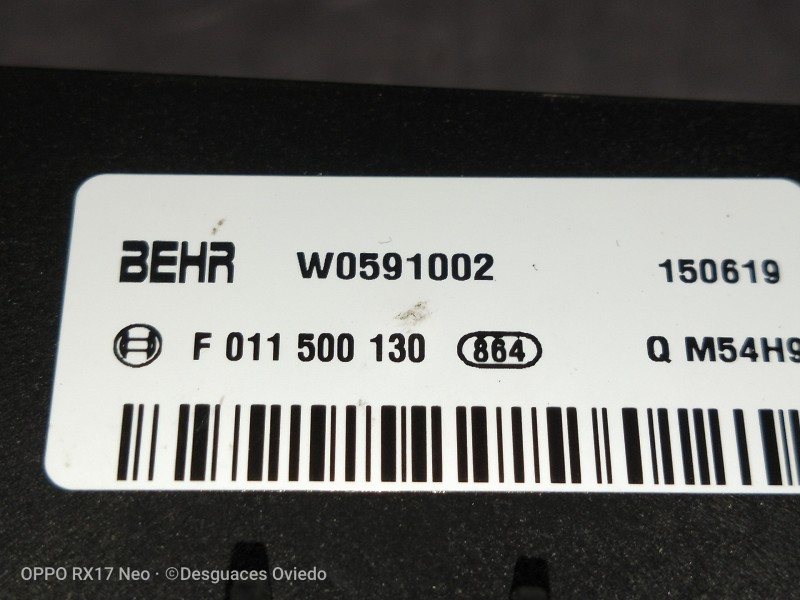 BEHR W0591002 150619
F 011 500 130 864 Q M54H9
OPPO RX17 Neo · ©Desguaces Oviedo